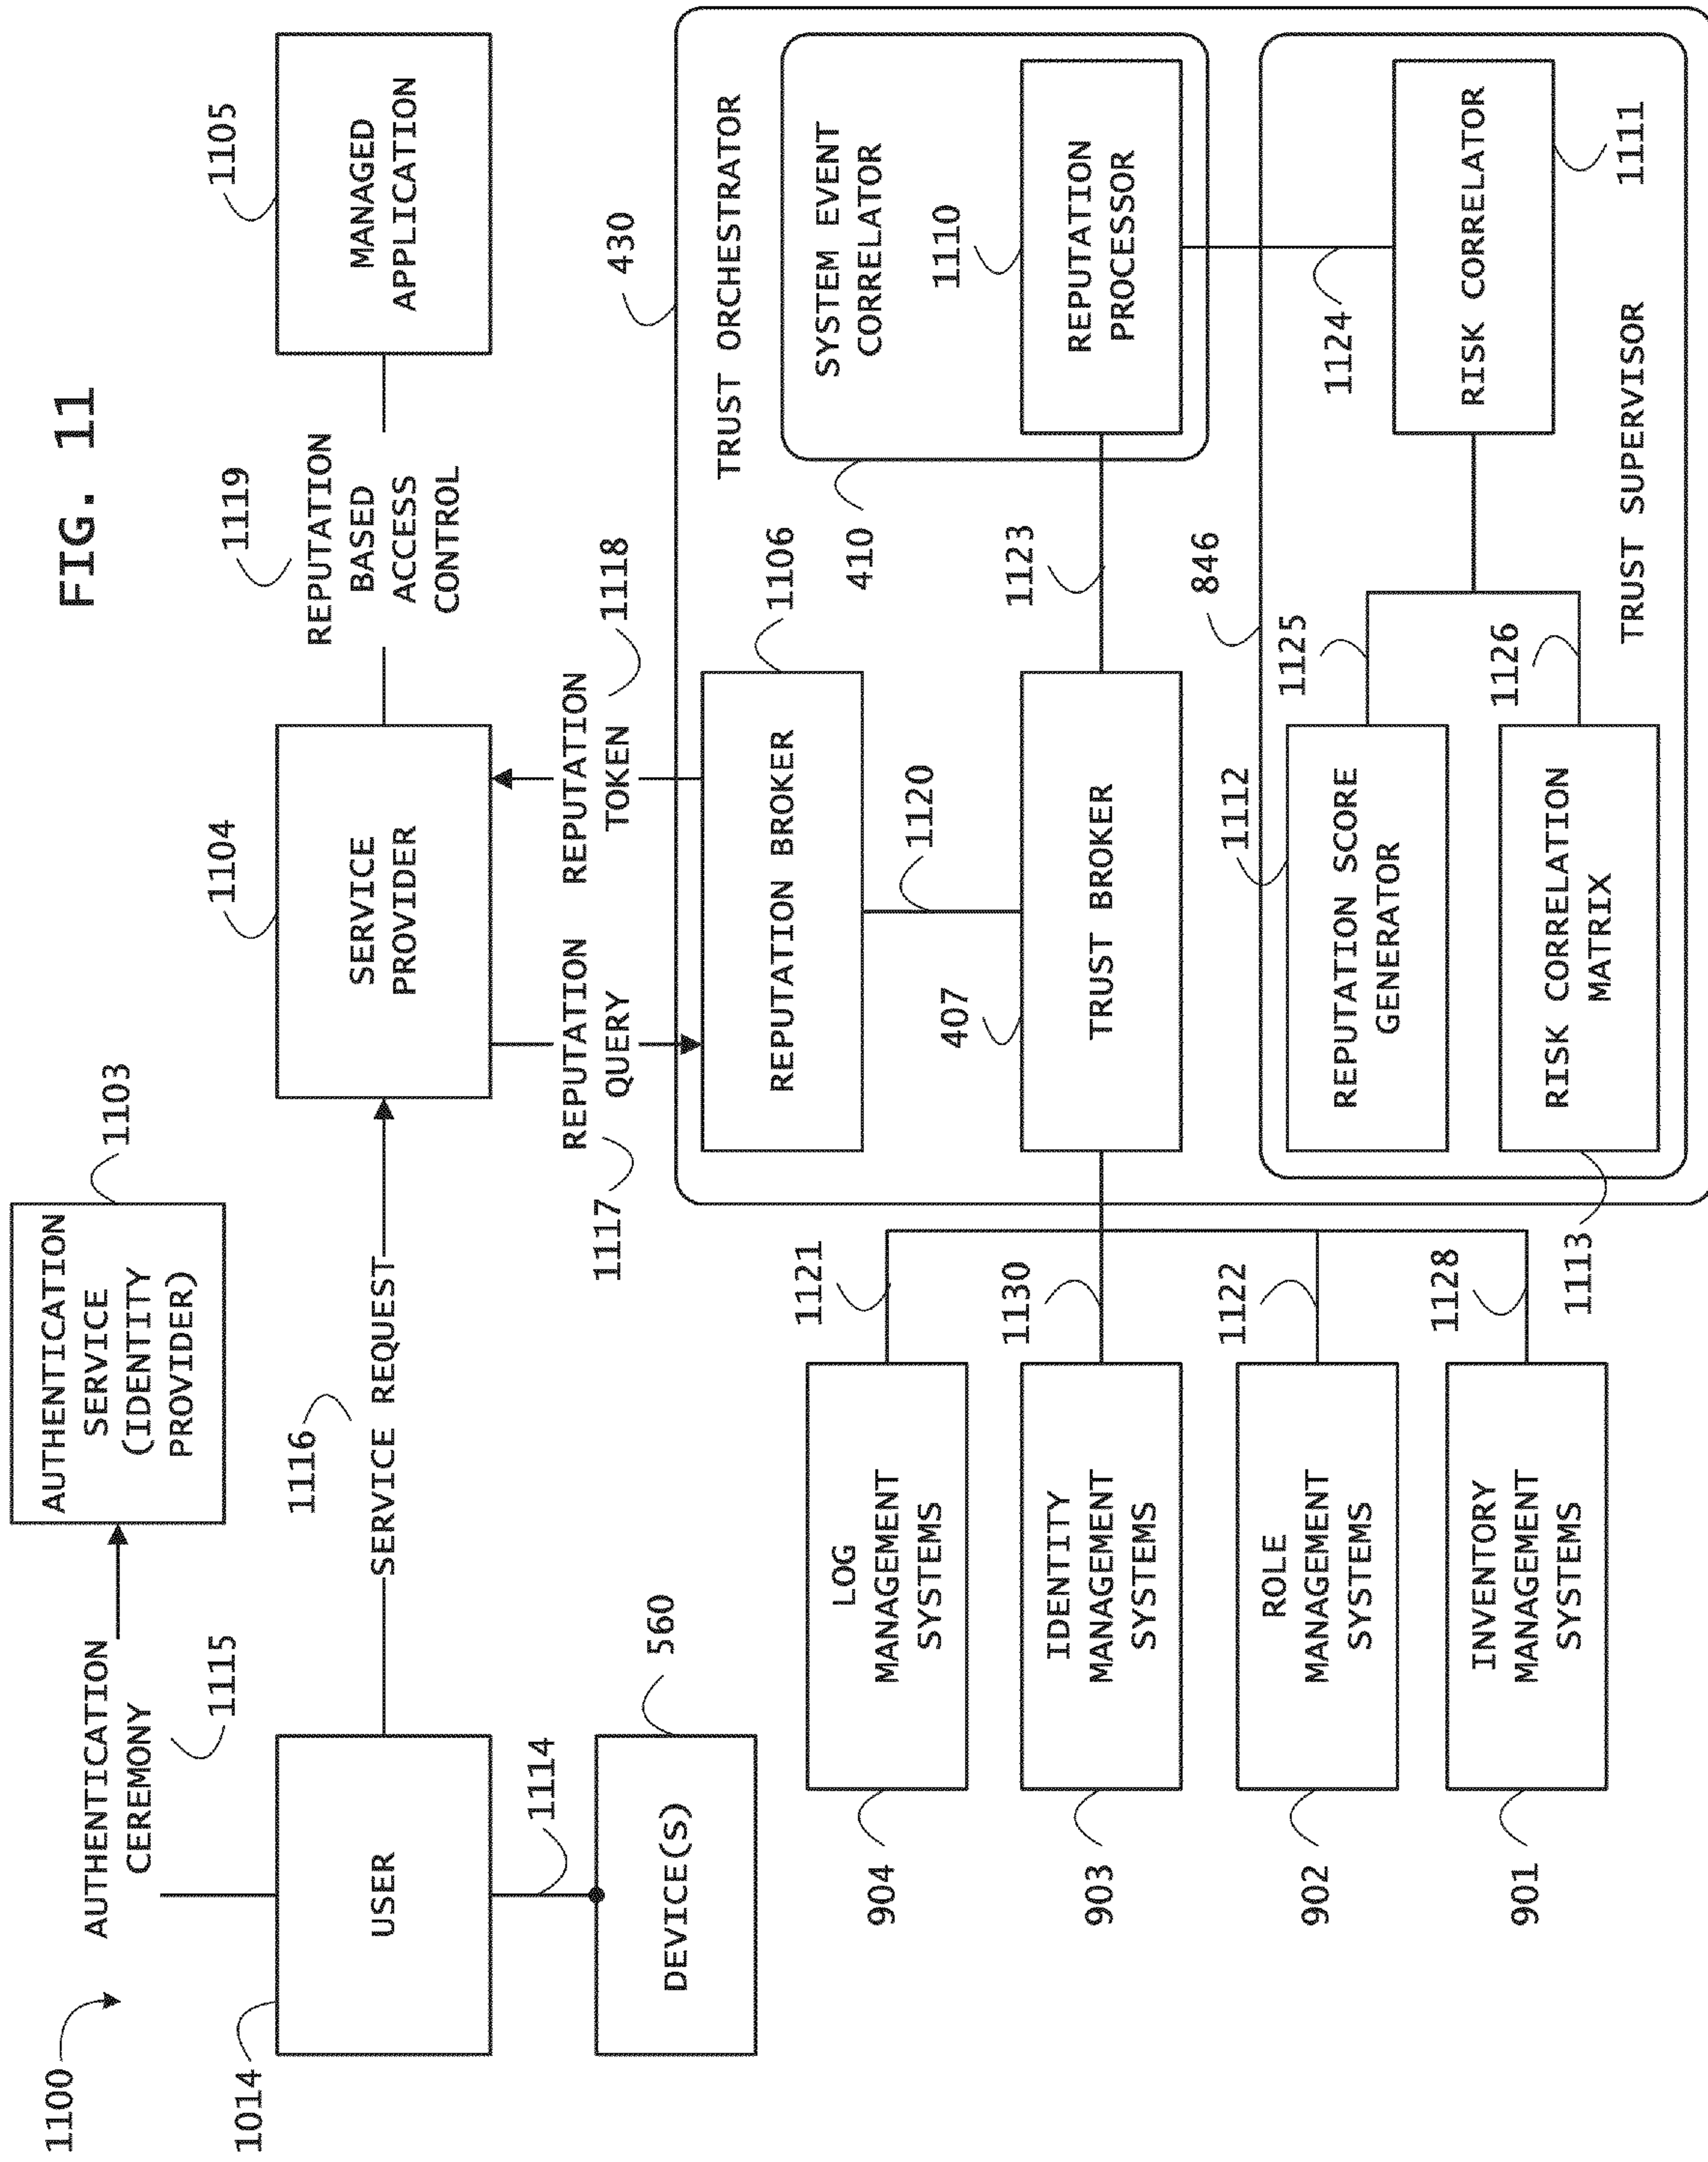 FIG. 11
1100
AUTHENTICATION
CEREMONY
1115
AUTHENTICATION
SERVICE
(IDENTITY
PROVIDER)
1103
1014
USER
1116
SERVICE REQUEST
1104
SERVICE
PROVIDER
1119
REPUTATION
BASED
ACCESS
CONTROL
1105
MANAGED
APPLICATION
1114
560
DEVICE(S)
1117
REPUTATION
QUERY
REPUTATION
TOKEN
1118
430
TRUST ORCHESTRATOR
REPUTATION BROKER
1106
410
SYSTEM EVENT
CORRELATOR
1120
407
TRUST BROKER
1123
1110
REPUTATION
PROCESSOR
904
LOG
MANAGEMENT
SYSTEMS
1121
903
IDENTITY
MANAGEMENT
SYSTEMS
1130
902
ROLE
MANAGEMENT
SYSTEMS
1122
901
INVENTORY
MANAGEMENT
SYSTEMS
1128
846
1112
REPUTATION SCORE
GENERATOR
1125
1124
RISK CORRELATOR
1111
1113
RISK CORRELATION
MATRIX
1126
TRUST SUPERVISOR